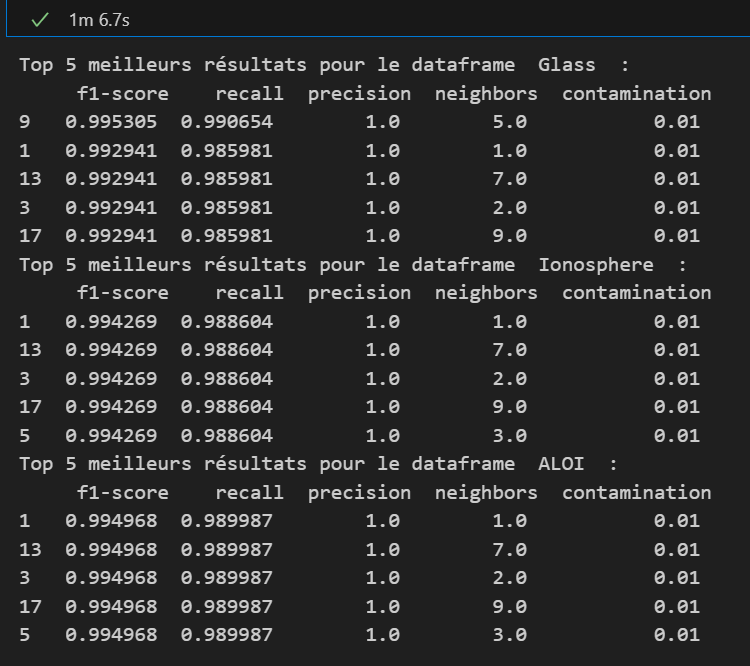 1m 6.7s
Top 5 meilleurs résultats pour le dataframe  Glass  :
     f1-score    recall  precision  neighbors  contamination
9   0.995305  0.990654        1.0        5.0           0.01
1   0.992941  0.985981        1.0        1.0           0.01
13  0.992941  0.985981        1.0        7.0           0.01
3   0.992941  0.985981        1.0        2.0           0.01
17  0.992941  0.985981        1.0        9.0           0.01
Top 5 meilleurs résultats pour le dataframe  Ionosphere  :
     f1-score    recall  precision  neighbors  contamination
1   0.994269  0.988604        1.0        1.0           0.01
13  0.994269  0.988604        1.0        7.0           0.01
3   0.994269  0.988604        1.0        2.0           0.01
17  0.994269  0.988604        1.0        9.0           0.01
5   0.994269  0.988604        1.0        3.0           0.01
Top 5 meilleurs résultats pour le dataframe  ALOI  :
     f1-score    recall  precision  neighbors  contamination
1   0.994968  0.989987        1.0        1.0           0.01
13  0.994968  0.989987        1.0        7.0           0.01
3   0.994968  0.989987        1.0        2.0           0.01
17  0.994968  0.989987        1.0        9.0           0.01
5   0.994968  0.989987        1.0        3.0           0.01